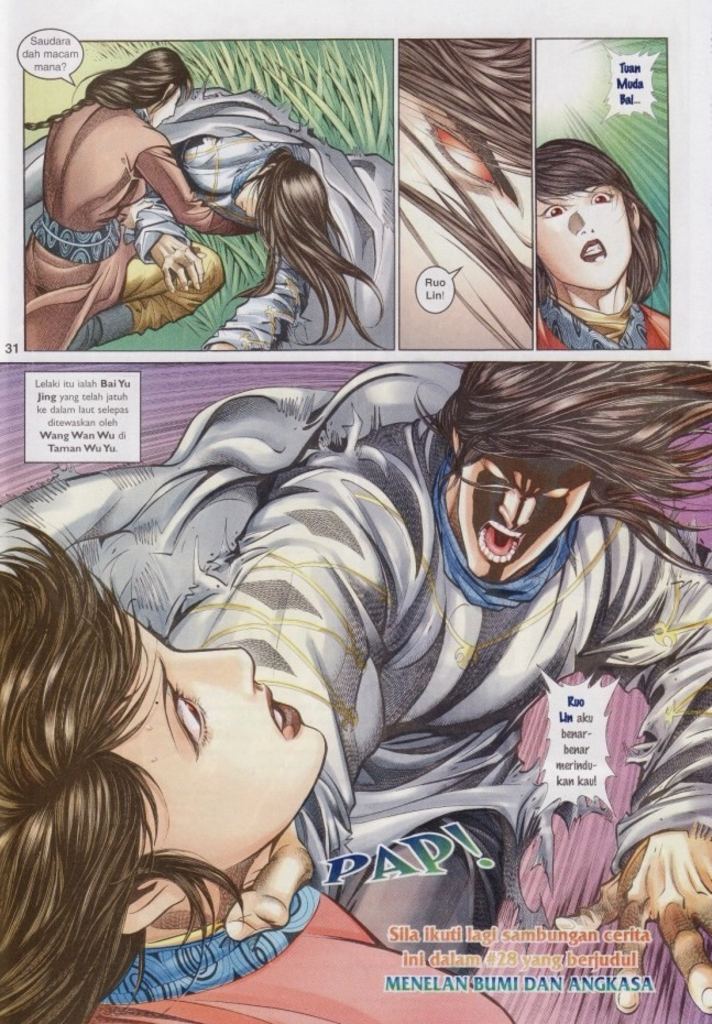 Saudara
dah macam
mana?
Ruo
Lin!
Tuan
Muda
Bai...
31
Lelaki itu ialah Bai Yu
Jing yang telah jatuh
ke dalam laut selepas
ditewaskan oleh
Wang Wan Wu di
Taman Wu Yu.
Ruo
Lin aku
benar-
benar
merindu-
kan kau!
PAP!
Sila ikuti lagi sambungan cerita
ini dalam #28 yang berjudul
MENELAN BUMI DAN ANGKASA